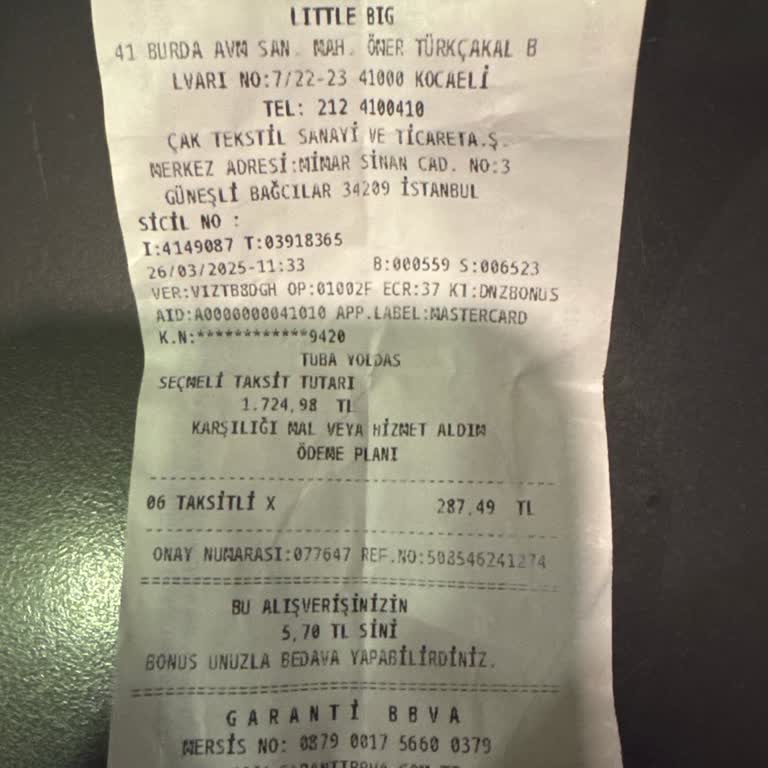 LITTLE BIG
41 BURDA AVM SAN. MAH. ÖMER TÜRKÇAKAL B
LVARI NO:7/22-23 41000 KOCAELİ
TEL: 212 4100410
ÇAK TEKSTİL SANAYİ VE TİCARETA.Ş.
MERKEZ ADRESİ:MİMAR SİNAN CAD. NO:3
GÜNEŞLİ BAĞCILAR 34209 İSTANBUL
SİCİL NO :
I:4149087 T:03918365
26/03/2025-11:33 B:000559 S:006523
VER:VIZTB8DGH OP:01002F ECR:37 KT:DNZBONUS
AID:A0000000041010 APP.LABEL:MASTERCARD
K.N:************9420
TUBA YOLDAS
SEÇMELİ TAKSİT TUTARI
1.724,98 TL
KARŞILIĞI MAL VEYA HİZMET ALDIM
ÖDEME PLANI
06 TAKSİTLİ X 287,49 TL
ONAY NUMARASI:077647 REF.NO:508546241274
BU ALIŞVERİŞİNİZİN
5,70 TL SİNİ
BONUS UNUZLA BEDAVA YAPABİLİRDİNİZ.
GARANTİ BBVA
MERSİS NO: 0879 0017 5660 0379